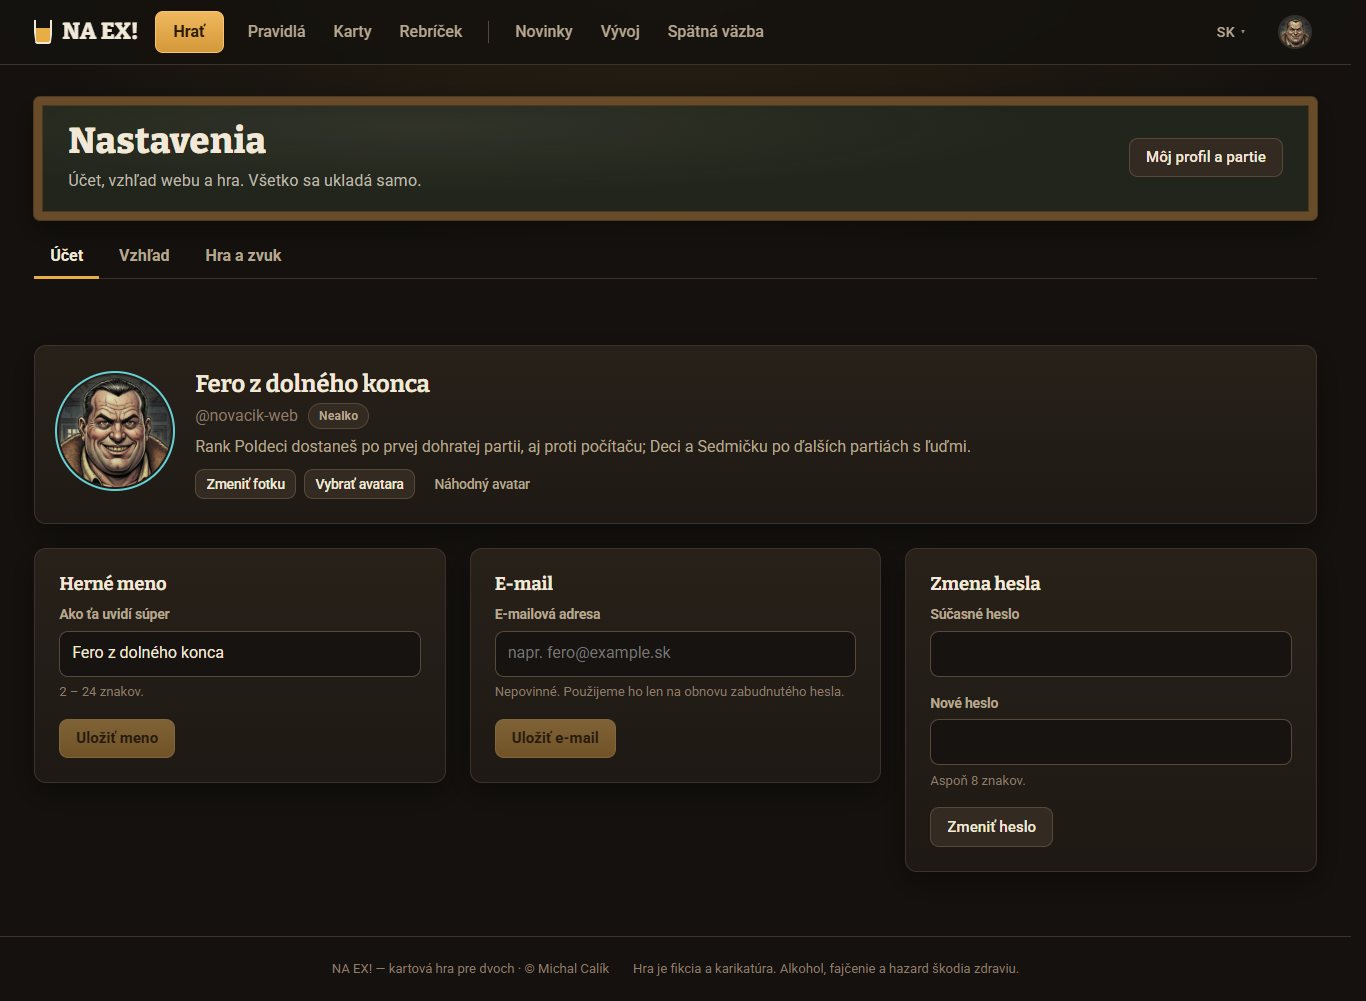 NA EX! Hrať Pravidlá Karty Rebríček Novinky Vývoj Spätná väzba SK
Nastavenia
Účet, vzhľad webu a hra. Všetko sa ukladá samo.
Môj profil a partie
Účet Vzhľad Hra a zvuk
Fero z dolného konca
@novacik-web Nealko
Rank Poldeci dostaneš po prvej dohratej partii, aj proti počítaču; Deci a Sedmičku po ďalších partiách s ľuďmi.
Zmeniť fotku Vybrať avatara Náhodný avatar
Herné meno
Ako ťa uvidí súper
Fero z dolného konca
2 – 24 znakov.
Uložiť meno
E-mail
E-mailová adresa
napr. fero@example.sk
Nepovinné. Použijeme ho len na obnovu zabudnutého hesla.
Uložiť e-mail
Zmena hesla
Súčasné heslo
Nové heslo
Aspoň 8 znakov.
Zmeniť heslo
NA EX! — kartová hra pre dvoch · © Michal Calík Hra je fikcia a karikatúra. Alkohol, fajčenie a hazard škodia zdraviu.